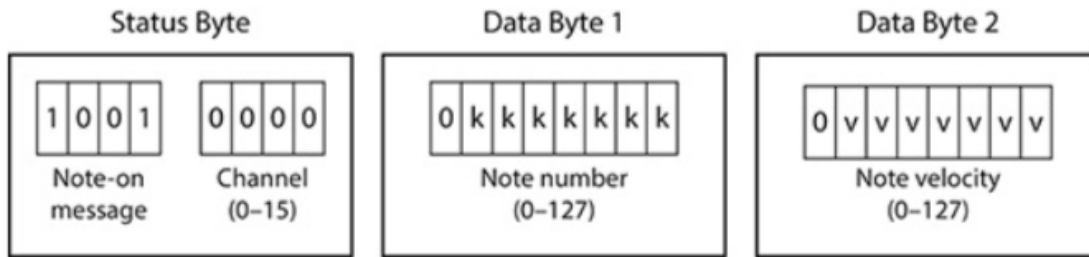 Status Byte
Data Byte 1
Data Byte 2
1 0 0 1
0 0 0 0
0 k k k k k k k
0 v v v v v v v
Note-on
message
Channel
(0–15)
Note number
(0–127)
Note velocity
(0–127)